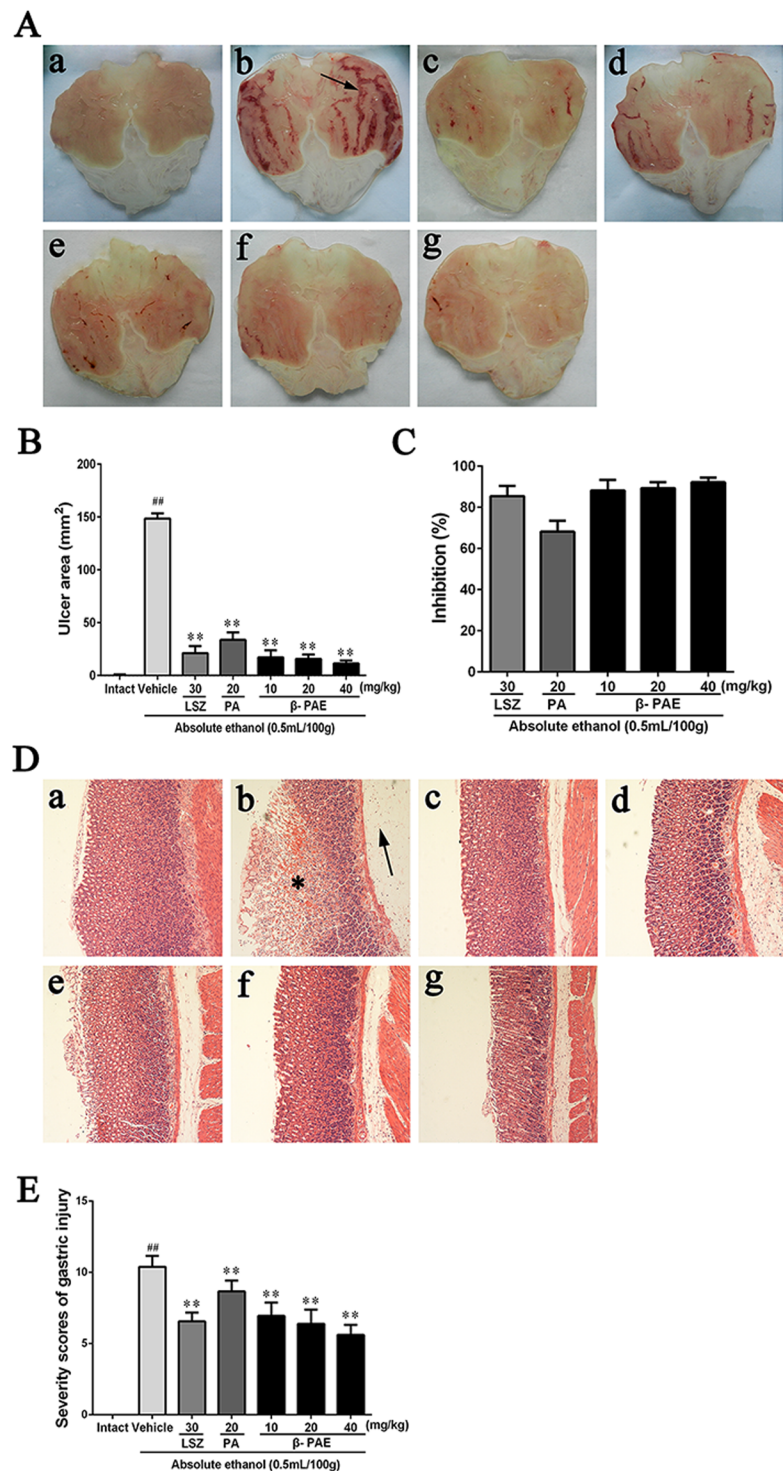 A
a b c d
e f g
B
Ulcer area (mm²)
200
150
100
50
0
##
** ** ** ** **
Intact Vehicle 30 20 10 20 40 (mg/kg)
LSZ PA β- PAE
Absolute ethanol (0.5mL/100g)
C
Inhibition (%)
100
80
60
40
20
0
30 20 10 20 40 (mg/kg)
LSZ PA β- PAE
Absolute ethanol (0.5mL/100g)
D
a b c d
*
e f g
E
Severity scores of gastric injury
15
10
5
0
##
** ** ** ** **
Intact Vehicle 30 20 10 20 40 (mg/kg)
LSZ PA β- PAE
Absolute ethanol (0.5mL/100g)